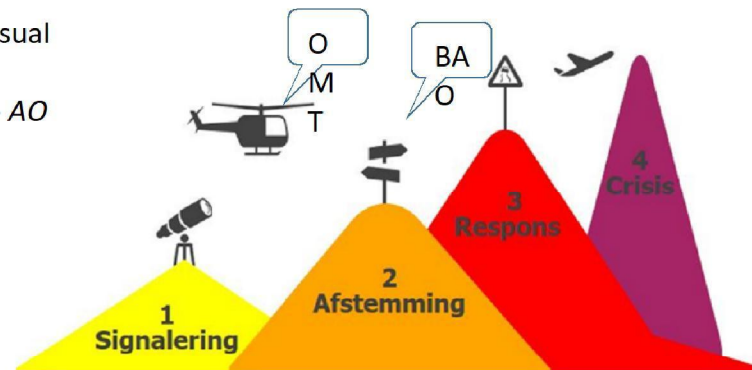 sual
AO
O
M
T
BA
O
4
Crisis
3
Respons
2
Afstemming
1
Signalering